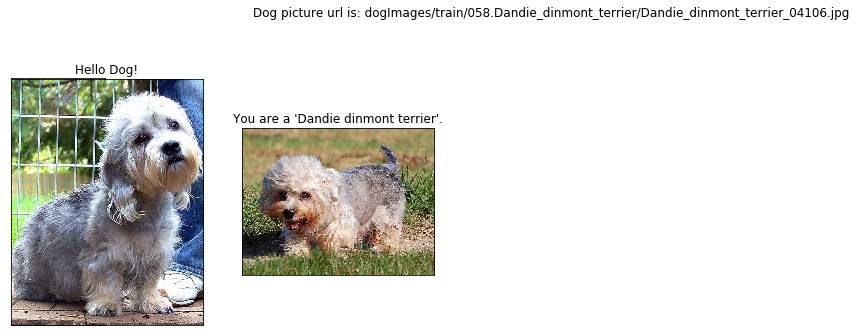 Dog picture url is: dogImages/train/058.Dandie_dinmont_terrier/Dandie_dinmont_terrier_04106.jpg
Hello Dog!
You are a 'Dandie dinmont terrier'.